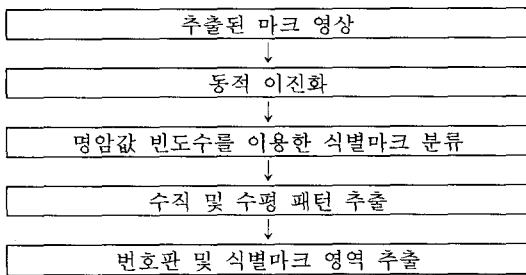 추출된 마크 영상
동적 이진화
명암값 빈도수를 이용한 식별마크 분류
수직 및 수평 패턴 추출
번호판 및 식별마크 영역 추출